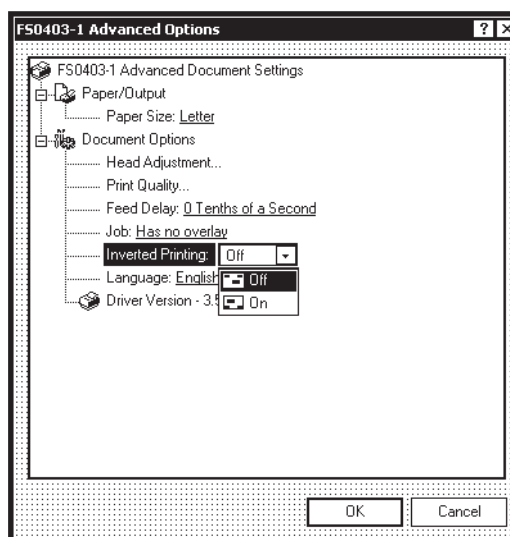 FS0403-1 Advanced Options ? X
FS0403-1 Advanced Document Settings
Paper/Output
Paper Size: Letter
Document Options
Head Adjustment...
Print Quality...
Feed Delay: 0 Tenths of a Second
Job: Has no overlay
Inverted Printing: Off
Language: English
Off
Driver Version - 3.5
On
OK Cancel